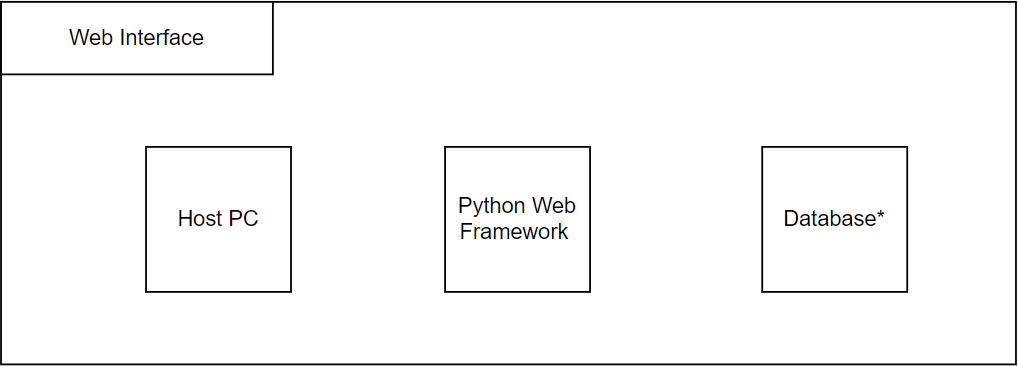 Web Interface
Host PC
Python Web
Framework
Database*